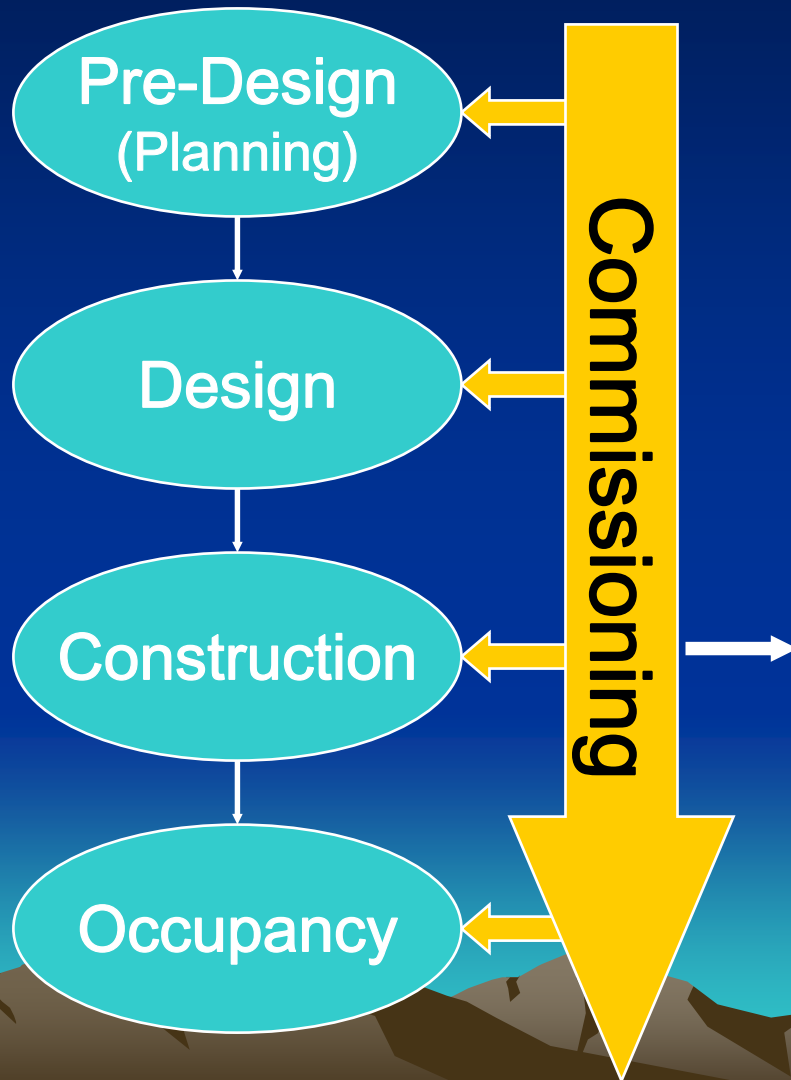 Pre-Design
(Planning)
Design
Construction
Occupancy
Commissioning